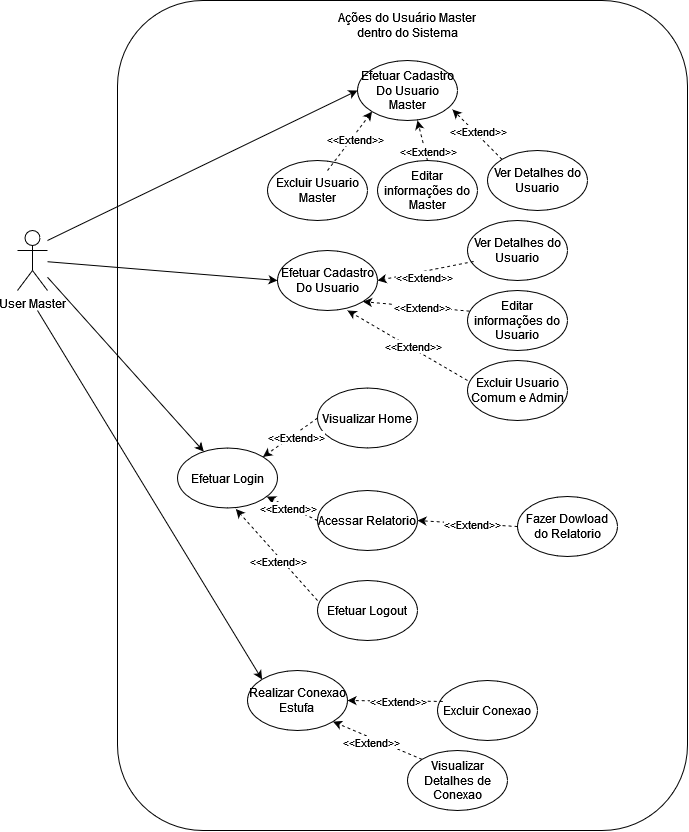 Ações do Usuário Master
dentro do Sistema
Efetuar Cadastro
Do Usuario
Master
<<Extend>>
<<Extend>>
<<Extend>>
Excluir Usuario
Master
Editar
informações do
Master
Ver Detalhes do
Usuario
User Master
Efetuar Cadastro
Do Usuario
<<Extend>>
Ver Detalhes do
Usuario
<<Extend>>
Editar
informações do
Usuario
<<Extend>>
Excluir Usuario
Comum e Admin
Efetuar Login
<<Extend>>
Visualizar Home
<<Extend>>
Acessar Relatorio
<<Extend>>
Fazer Dowload
do Relatorio
<<Extend>>
Efetuar Logout
Realizar Conexao
Estufa
<<Extend>>
Excluir Conexao
<<Extend>>
Visualizar
Detalhes de
Conexao